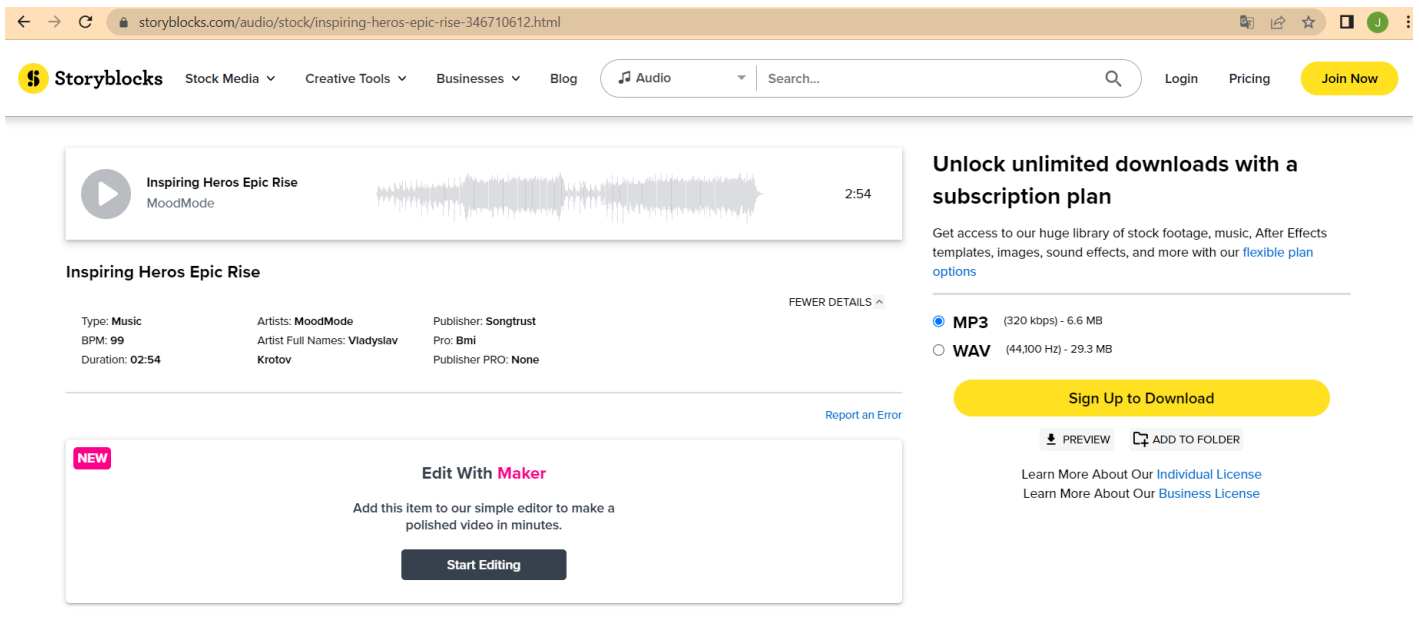 storyblocks.com/audio/stock/inspiring-heros-epic-rise-346710612.html
J
Storyblocks
Stock Media
Creative Tools
Businesses
Blog
Audio
Search...
Login
Pricing
Join Now
Inspiring Heros Epic Rise
MoodMode
2:54
Inspiring Heros Epic Rise
FEWER DETAILS
Type: Music
BPM: 99
Duration: 02:54
Artists: MoodMode
Artist Full Names: Vladyslav
Krotov
Publisher: Songtrust
Pro: Bmi
Publisher PRO: None
Report an Error
NEW
Edit With Maker
Add this item to our simple editor to make a
polished video in minutes.
Start Editing
Unlock unlimited downloads with a
subscription plan
Get access to our huge library of stock footage, music, After Effects
templates, images, sound effects, and more with our flexible plan
options
MP3 (320 kbps) - 6.6 MB
WAV (44,100 Hz) - 29.3 MB
Sign Up to Download
PREVIEW
ADD TO FOLDER
Learn More About Our Individual License
Learn More About Our Business License